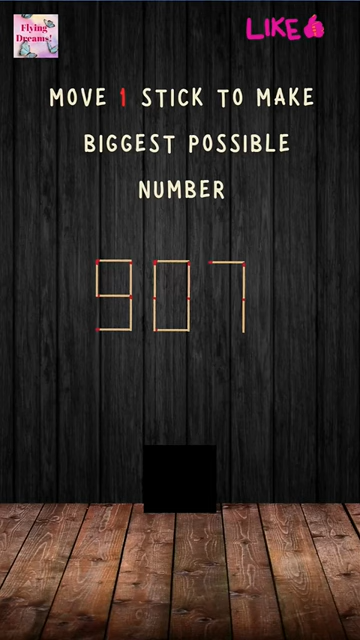 Flying
Dreams!
LIKE
MOVE 1 STICK TO MAKE
BIGGEST POSSIBLE
NUMBER
907